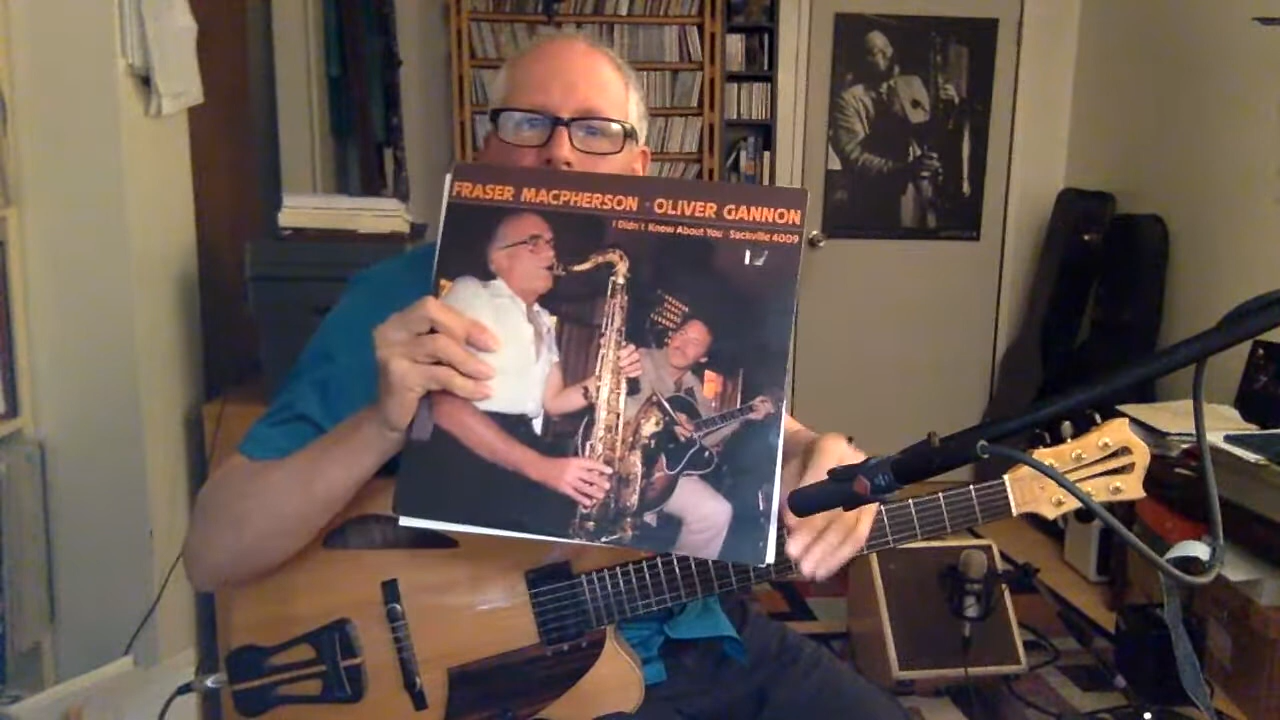 FRASER MACPHERSON · OLIVER GANNON
I Didn't Know About You · Sackville 4009